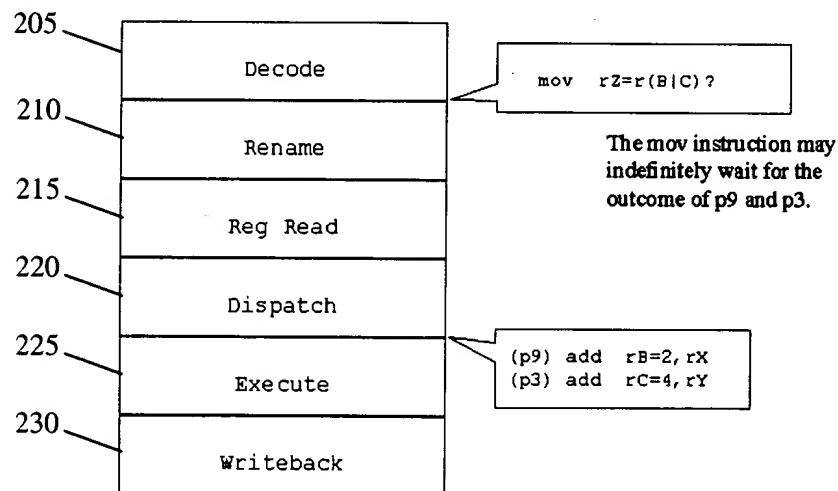 205
Decode
mov rZ=r(B|C)?
210
Rename
The mov instruction may
indefinitely wait for the
outcome of p9 and p3.
215
Reg Read
220
Dispatch
225
(p9) add rB=2,rX
(p3) add rC=4,rY
Execute
230
Writeback